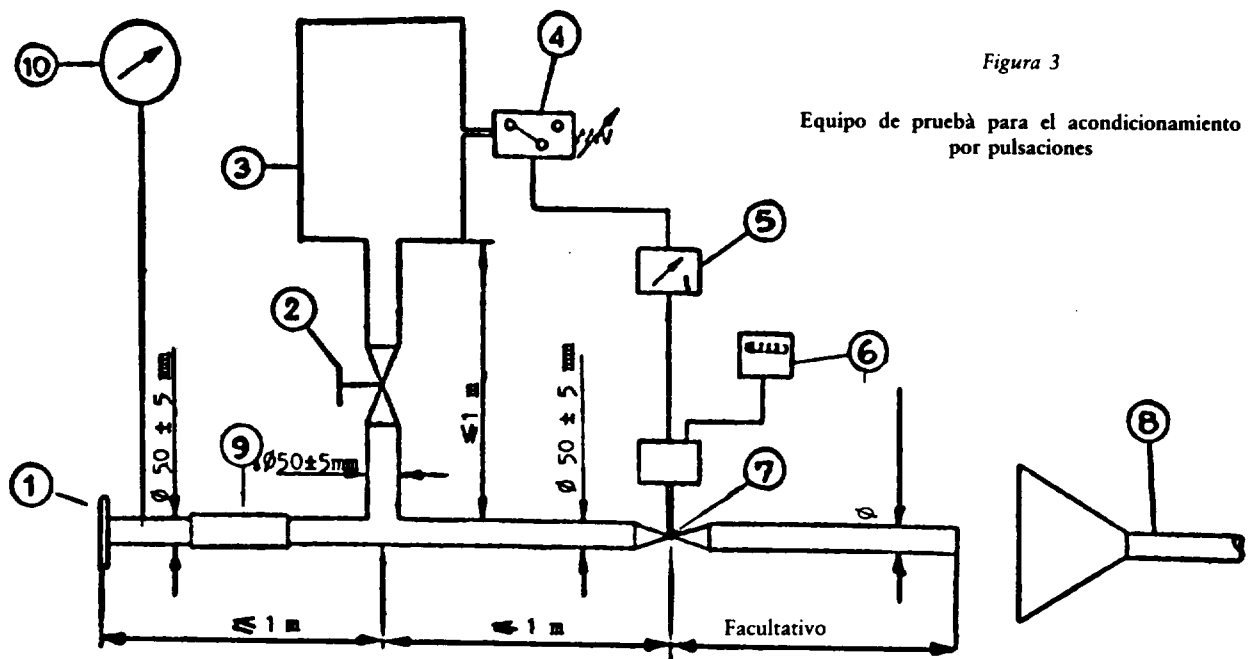 10
4
Figura 3
Equipo de pruebà para el acondicionamiento
por pulsaciones
3
5
2
6
Ø 50 ± 5 mm
≤ 1 m
Ø 50 ± 5 mm
9
Ø50±5mm
8
1
7
Ø
≤ 1 m
≤ 1 m
Facultativo